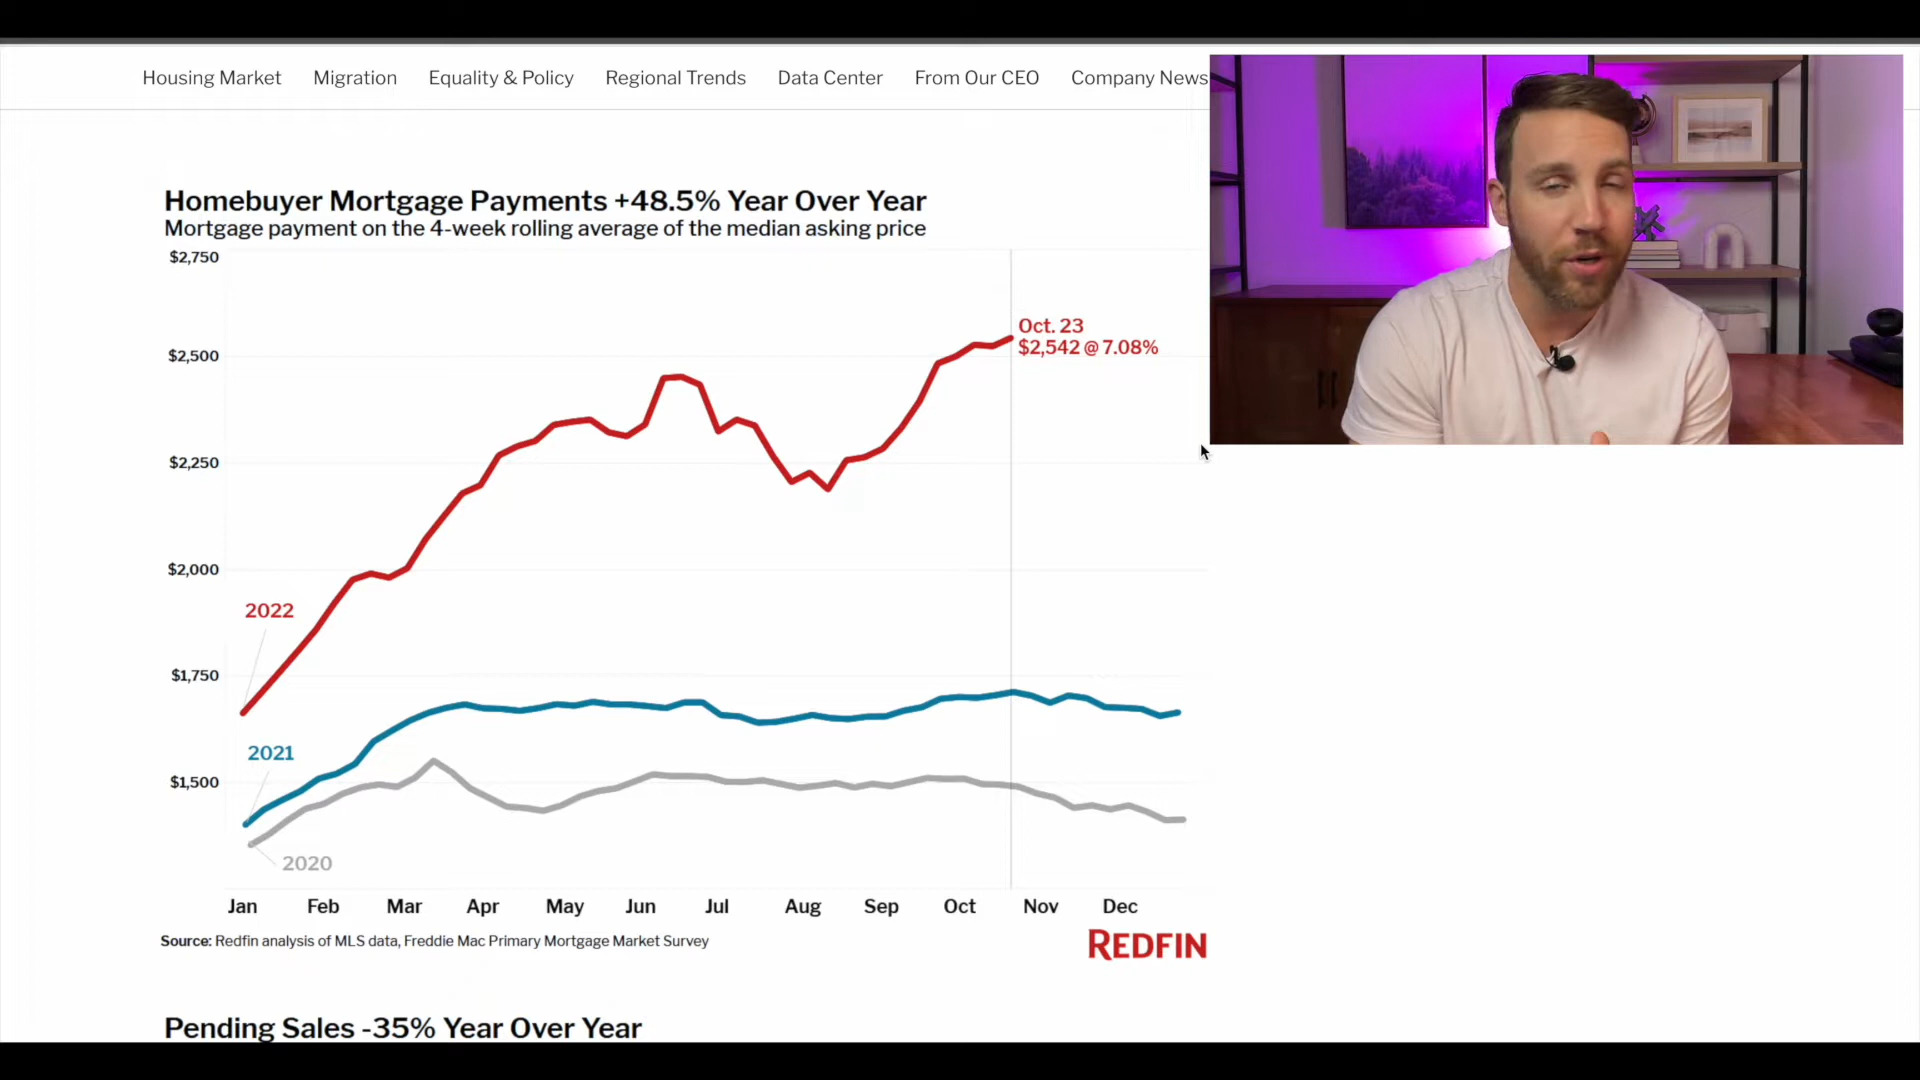 Housing Market Migration Equality & Policy Regional Trends Data Center From Our CEO Company News
Homebuyer Mortgage Payments +48.5% Year Over Year
Mortgage payment on the 4-week rolling average of the median asking price
$2,750
Oct. 23
$2,542 @ 7.08%
$2,500
$2,250
$2,000
2022
$1,750
2021
$1,500
2020
Jan Feb Mar Apr May Jun Jul Aug Sep Oct Nov Dec
Source: Redfin analysis of MLS data, Freddie Mac Primary Mortgage Market Survey
REDFIN
Pending Sales -35% Year Over Year